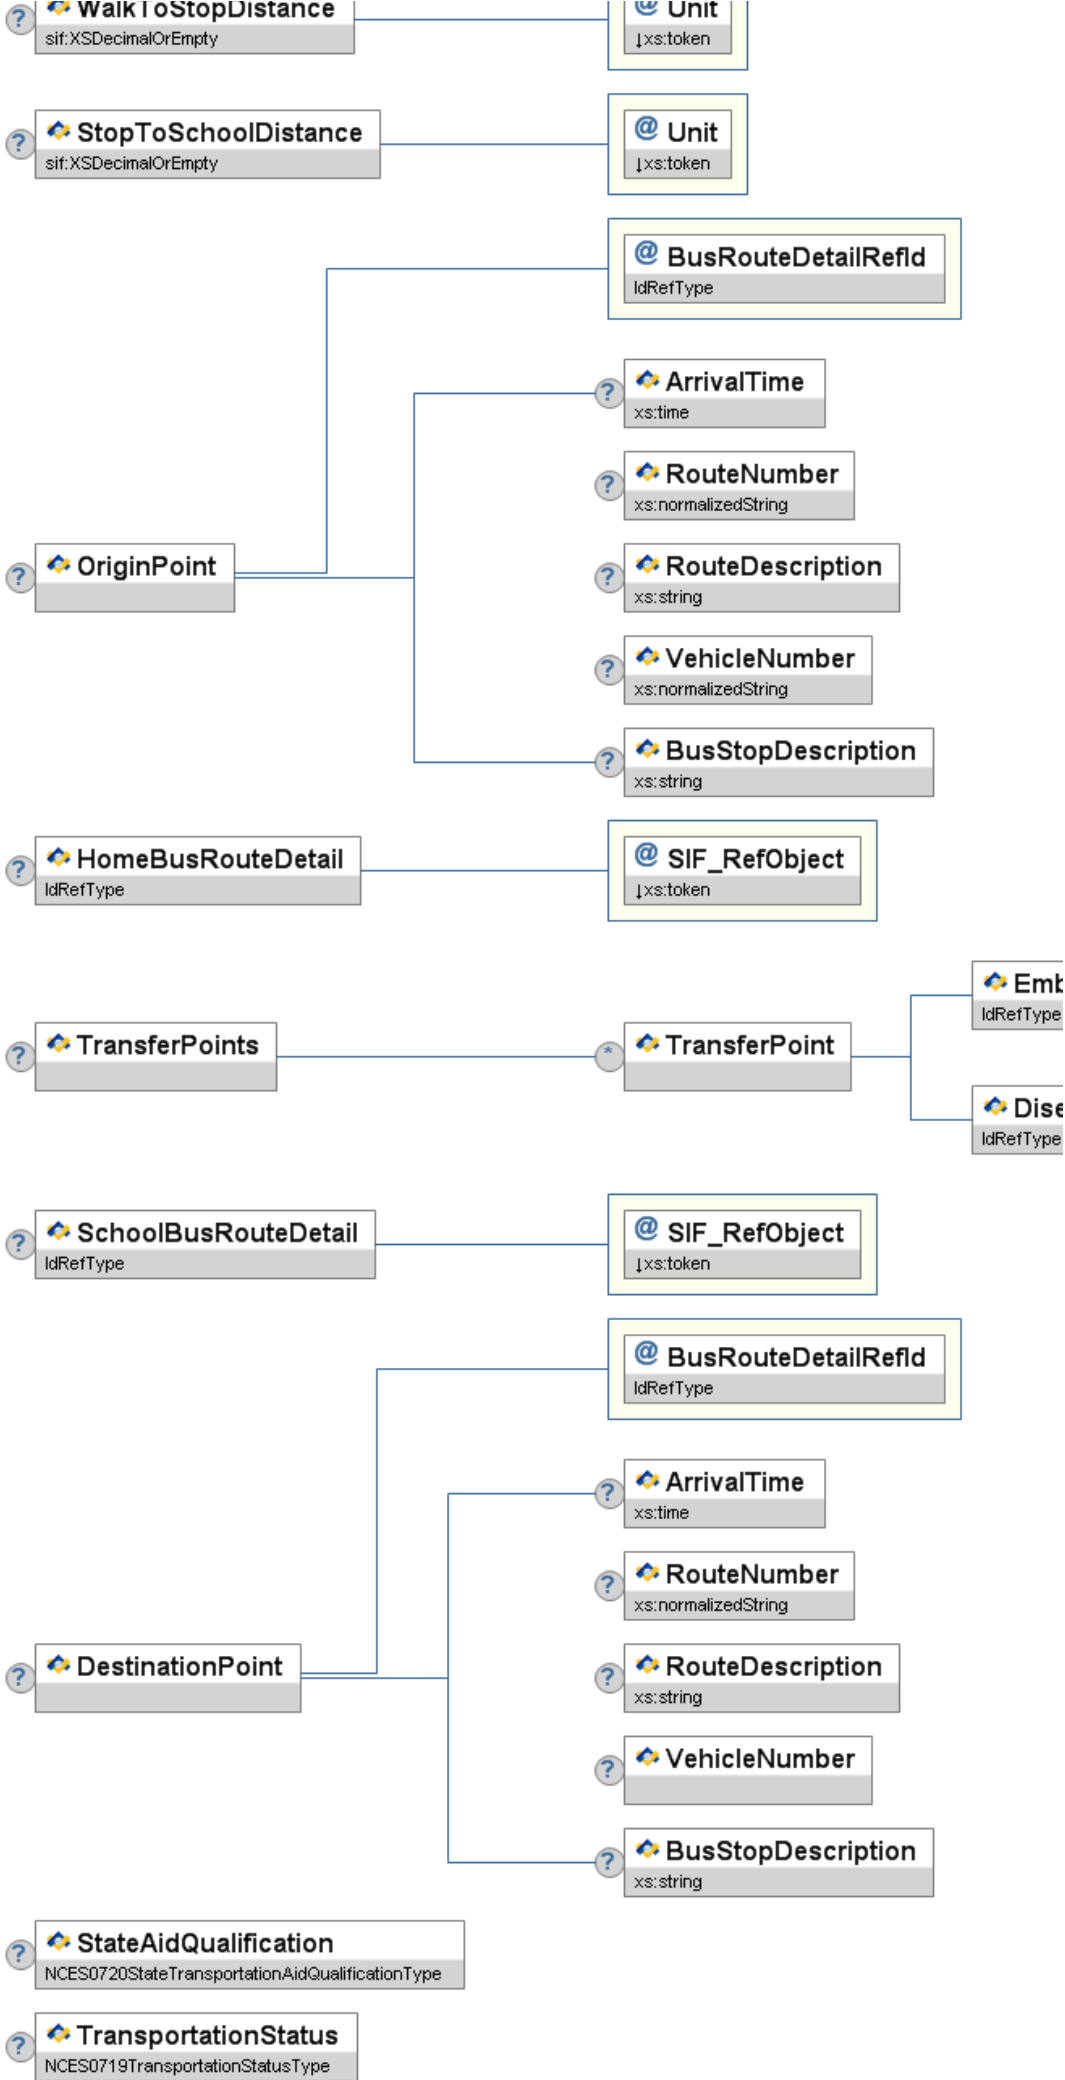 WalkToStopDistance
sif:XSDecimalOrEmpty
@ Unit
↓xs:token
? StopToSchoolDistance
sif:XSDecimalOrEmpty
@ Unit
↓xs:token
@ BusRouteDetailRefId
IdRefType
? ArrivalTime
xs:time
? RouteNumber
xs:normalizedString
? OriginPoint
? RouteDescription
xs:string
? VehicleNumber
xs:normalizedString
? BusStopDescription
xs:string
? HomeBusRouteDetail
IdRefType
@ SIF_RefObject
↓xs:token
? TransferPoints
* TransferPoint
Emb
IdRefType
Dise
IdRefType
? SchoolBusRouteDetail
IdRefType
@ SIF_RefObject
↓xs:token
@ BusRouteDetailRefId
IdRefType
? ArrivalTime
xs:time
? RouteNumber
xs:normalizedString
? DestinationPoint
? RouteDescription
xs:string
? VehicleNumber
? BusStopDescription
xs:string
? StateAidQualification
NCES0720StateTransportationAidQualificationType
? TransportationStatus
NCES0719TransportationStatusType